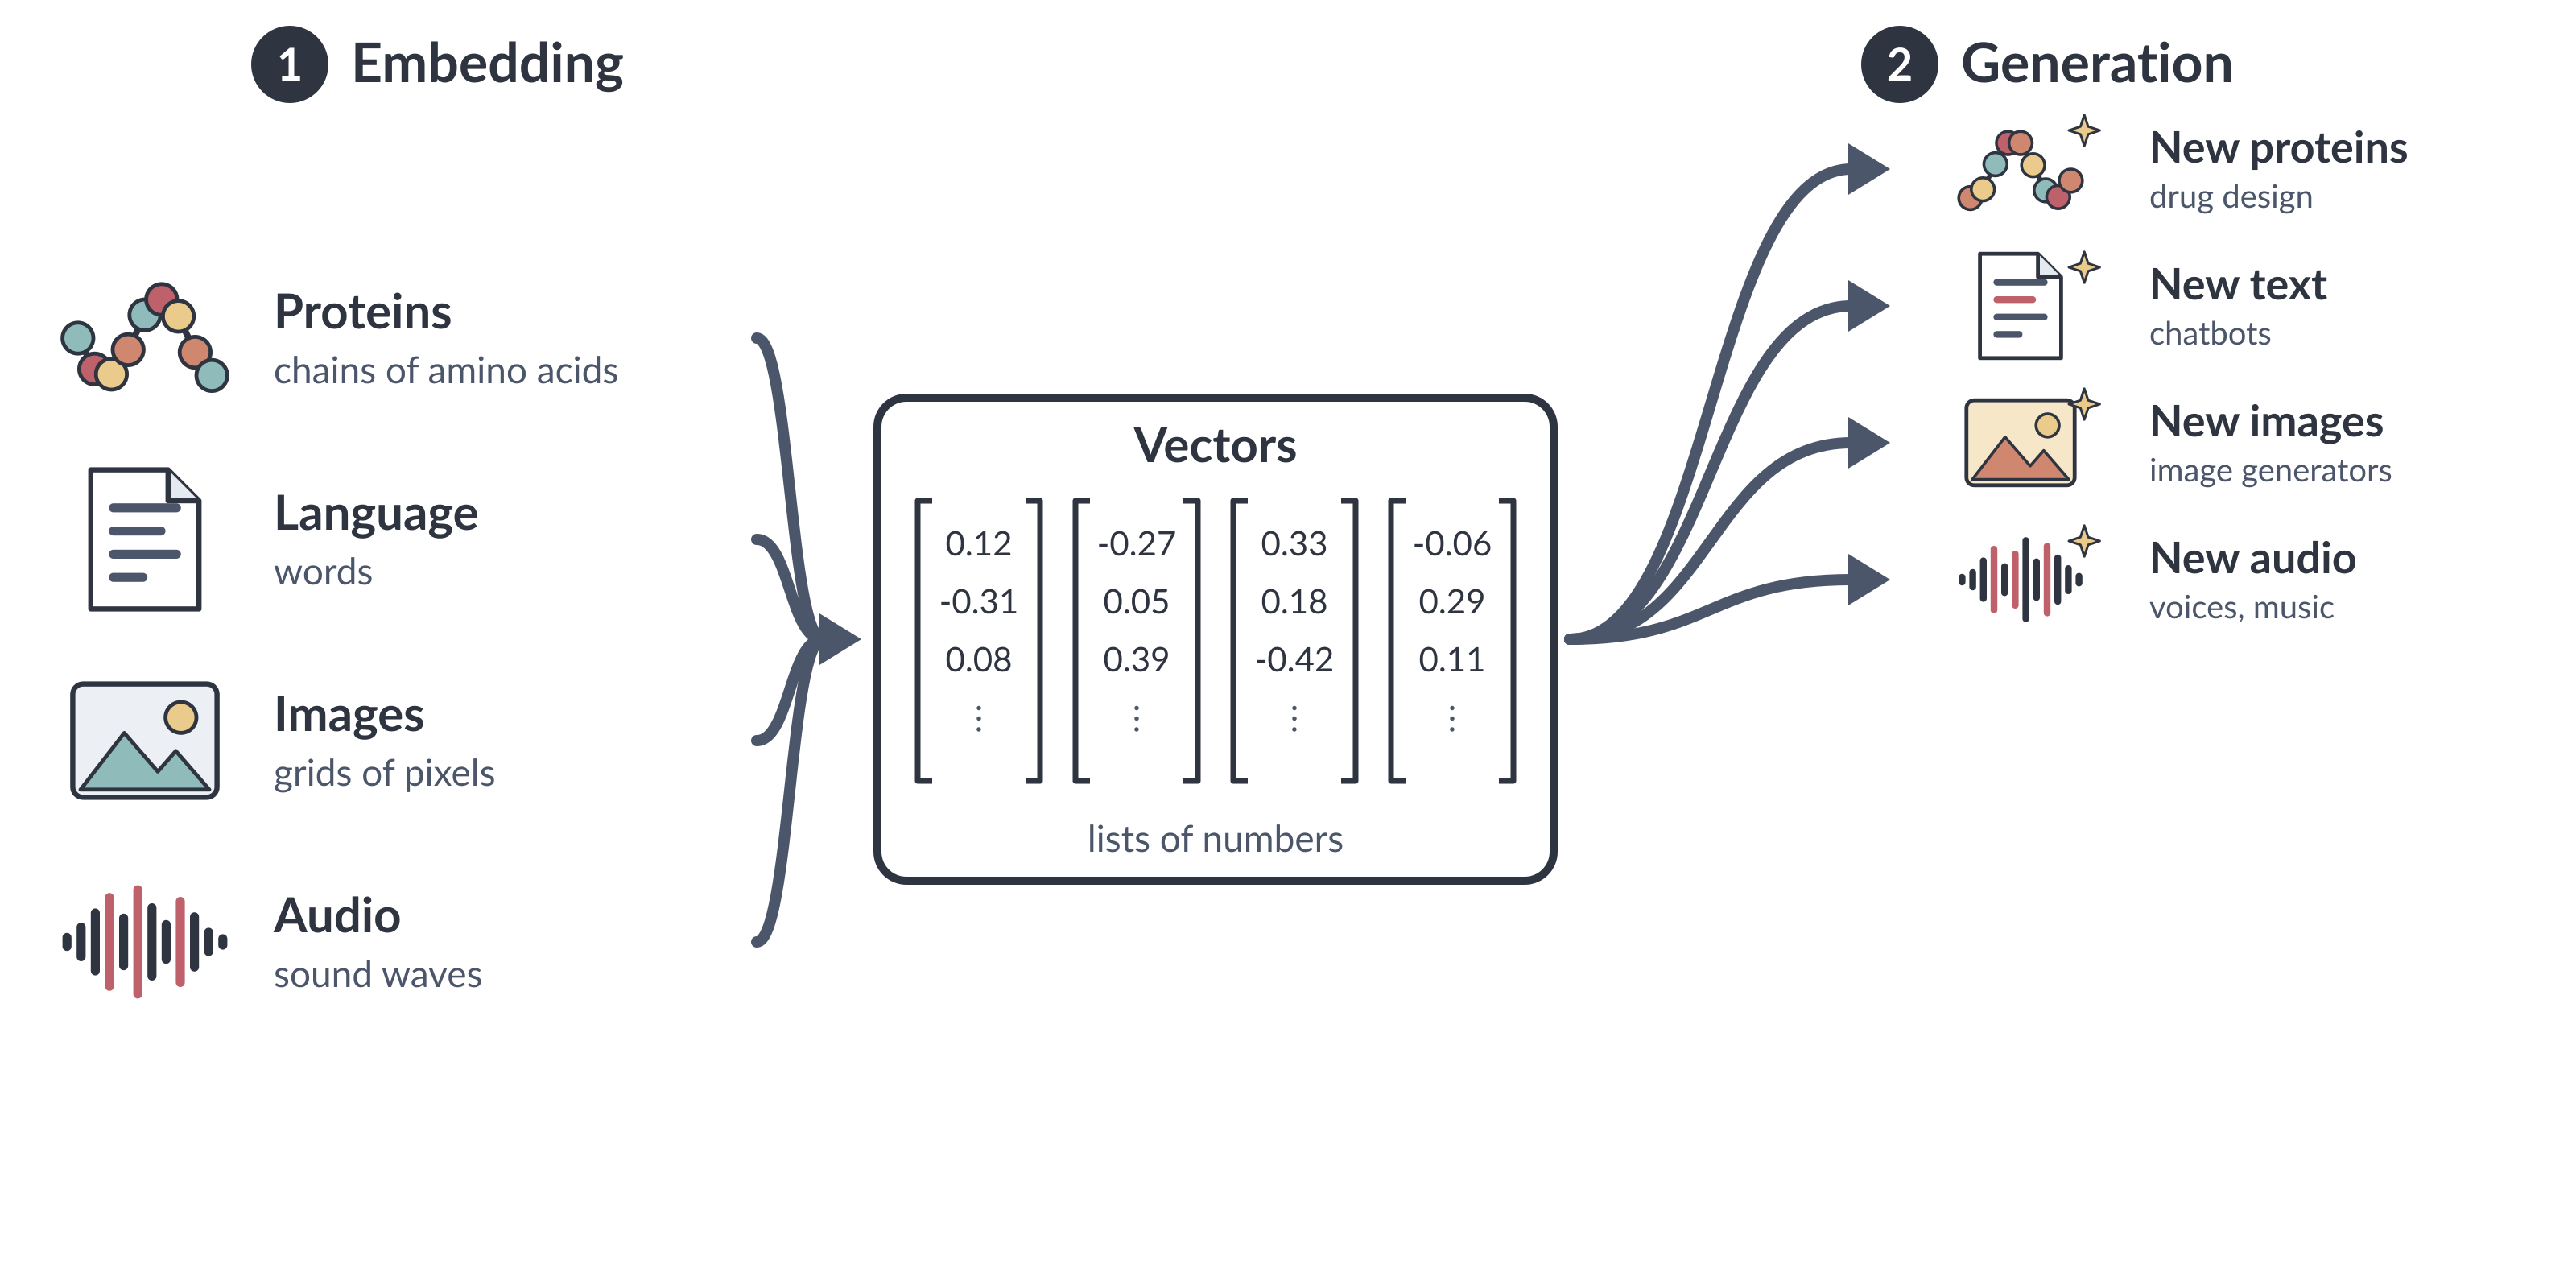 1 Embedding
Proteins
chains of amino acids
Language
words
Images
grids of pixels
Audio
sound waves
Vectors
0.12 -0.27 0.33 -0.06
-0.31 0.05 0.18 0.29
0.08 0.39 -0.42 0.11
⋮ ⋮ ⋮ ⋮
lists of numbers
2 Generation
New proteins
drug design
New text
chatbots
New images
image generators
New audio
voices, music